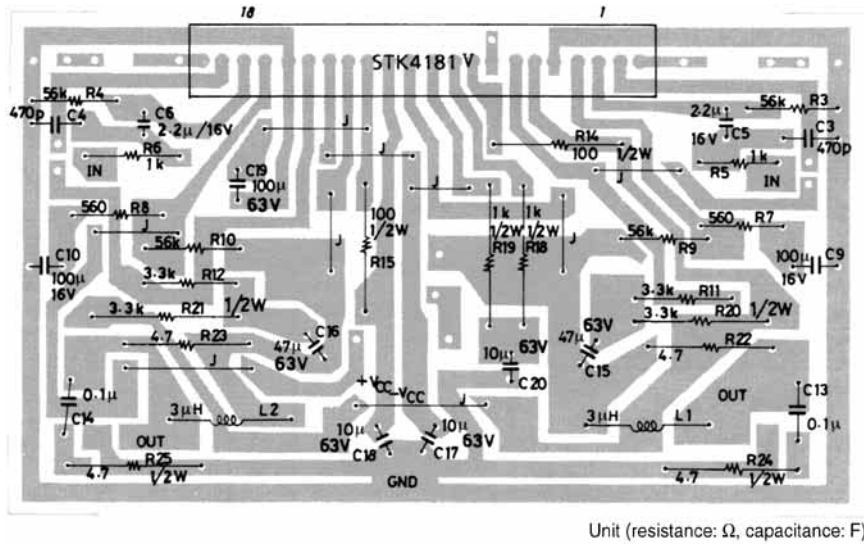 18 1
STK4181V
56k R4
470p C4
C6
2.2μ/16V
R6
1k
IN
C19
100μ
63V
J
J
J
R14
100 1/2W
J
2.2μ
16V C5
56k R3
C3
470p
R5 1k
IN
560 R8
J
56k R10
C10
100μ
16V
3.3k R12
3.3k R21 1/2W
4.7 R23
J
J
100
1/2W
R15
1k 1k
1/2W 1/2W
R19 R18
J
560 R7
56k R9
100μ C9
16V
3.3k R11
3.3k R20 1/2W
4.7 R22
C16
47μ
63V
63V
47μ
C15
10μ
63V
C20
+VCC -VCC
J
0.1μ
C14
3μH L2
OUT
4.7 R25 1/2W
10μ
63V
C18
10μ
63V
C17
GND
3μH L1
OUT
C13
0.1μ
4.7 R24 1/2W
Unit (resistance: Ω, capacitance: F)